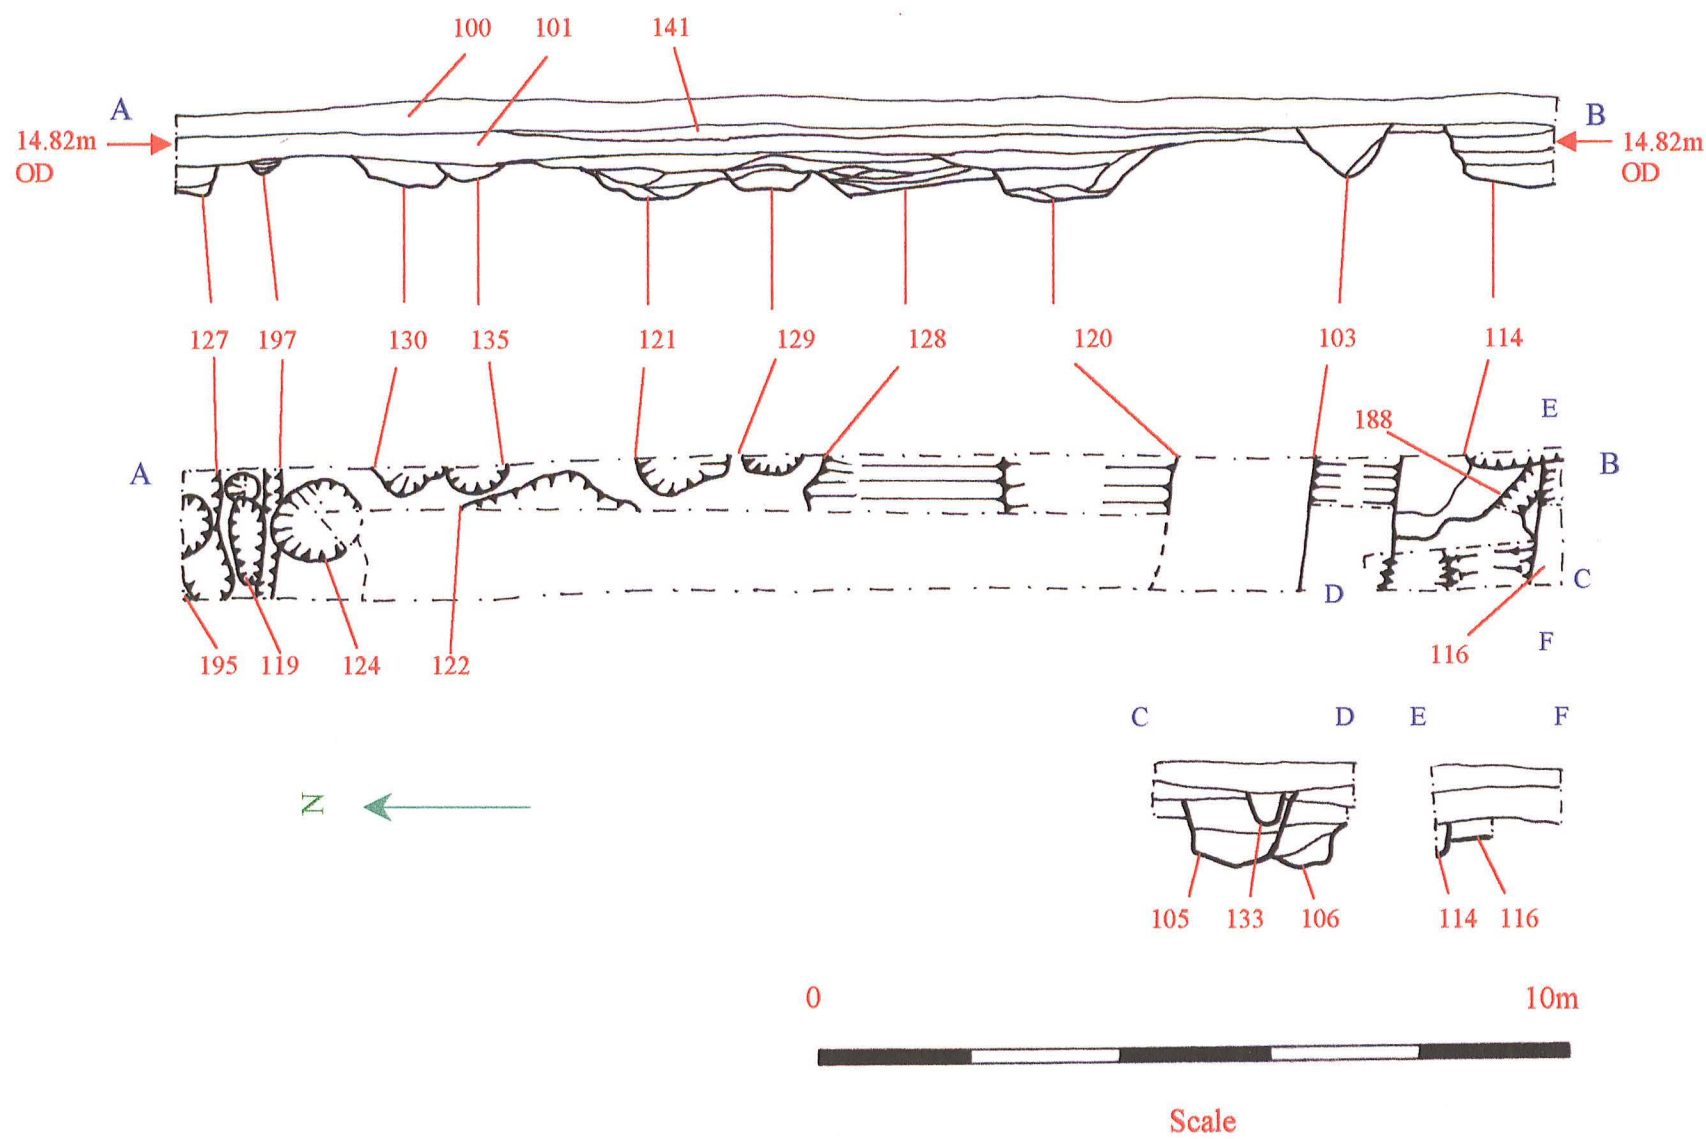 100 101 141
A B
14.82m
OD
14.82m
OD
127 197 130 135 121 129 128 120 103 114
188 E
A B
D C
195 119 124 122 116 F
C D E F
105 133 106 114 116
N
0 10m
Scale